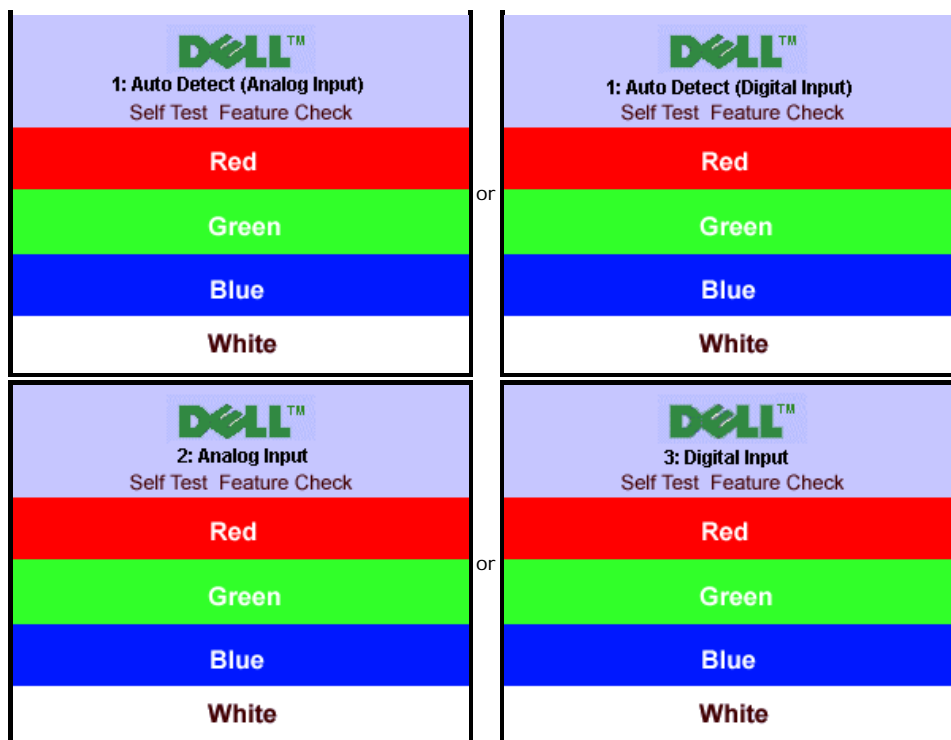 DELL™
1: Auto Detect (Analog Input)
Self Test Feature Check
Red
Green
Blue
White
or
DELL™
1: Auto Detect (Digital Input)
Self Test Feature Check
Red
Green
Blue
White
DELL™
2: Analog Input
Self Test Feature Check
Red
Green
Blue
White
or
DELL™
3: Digital Input
Self Test Feature Check
Red
Green
Blue
White